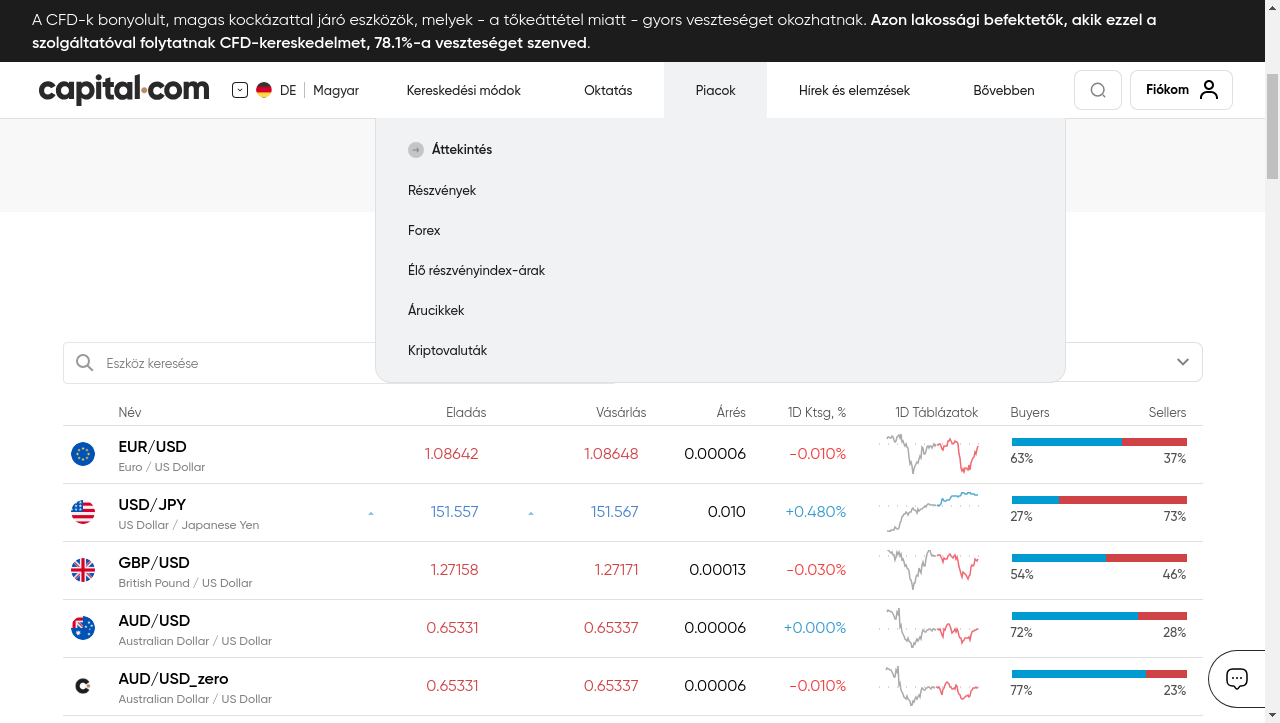 A CFD-k bonyolult, magas kockázattal járó eszközök, melyek - a tőkeáttétel miatt - gyors veszteséget okozhatnak. Azon lakossági befektetők, akik ezzel a
szolgáltatóval folytatnak CFD-kereskedelmet, 78.1%-a veszteséget szenved.
capital.com
DE Magyar
Kereskedési módok
Oktatás
Piacok
Hírek és elemzések
Bővebben
Fiókom
Áttekintés
Részvények
Forex
Élő részvényindex-árak
Árucikkek
Kriptovaluták
Eszköz keresése
Név Eladás Vásárlás Árrés 1D Ktsg, % 1D Táblázatok Buyers Sellers
EUR/USD 1.08642 1.08648 0.00006 -0.010%
Euro / US Dollar 63% 37%
USD/JPY 151.557 151.567 0.010 +0.480%
US Dollar / Japanese Yen 27% 73%
GBP/USD 1.27158 1.27171 0.00013 -0.030%
British Pound / US Dollar 54% 46%
AUD/USD 0.65331 0.65337 0.00006 +0.000%
Australian Dollar / US Dollar 72% 28%
AUD/USD_zero 0.65331 0.65337 0.00006 -0.010%
Australian Dollar / US Dollar 77% 23%